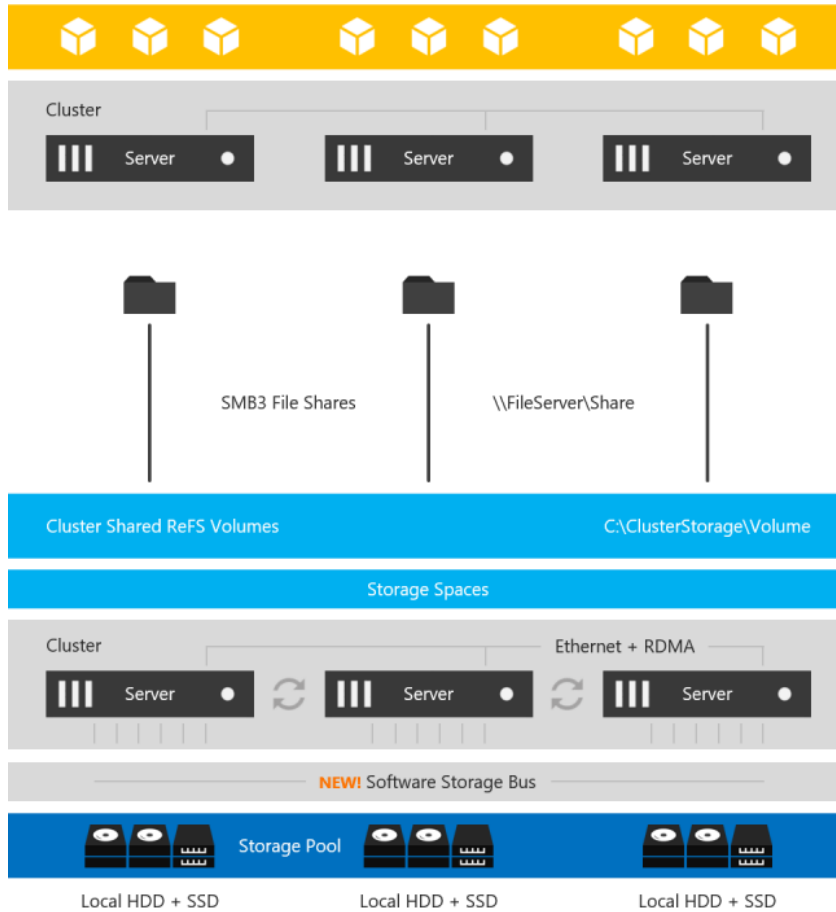 Cluster
Server Server Server
SMB3 File Shares \\FileServer\Share
Cluster Shared ReFS Volumes C:\ClusterStorage\Volume
Storage Spaces
Cluster Ethernet + RDMA
Server Server Server
NEW! Software Storage Bus
Storage Pool
Local HDD + SSD Local HDD + SSD Local HDD + SSD